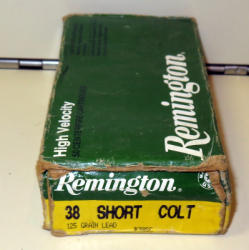 High Velocity
Remington.
Remington.
38 SHORT COLT
125 GRAIN LEAD